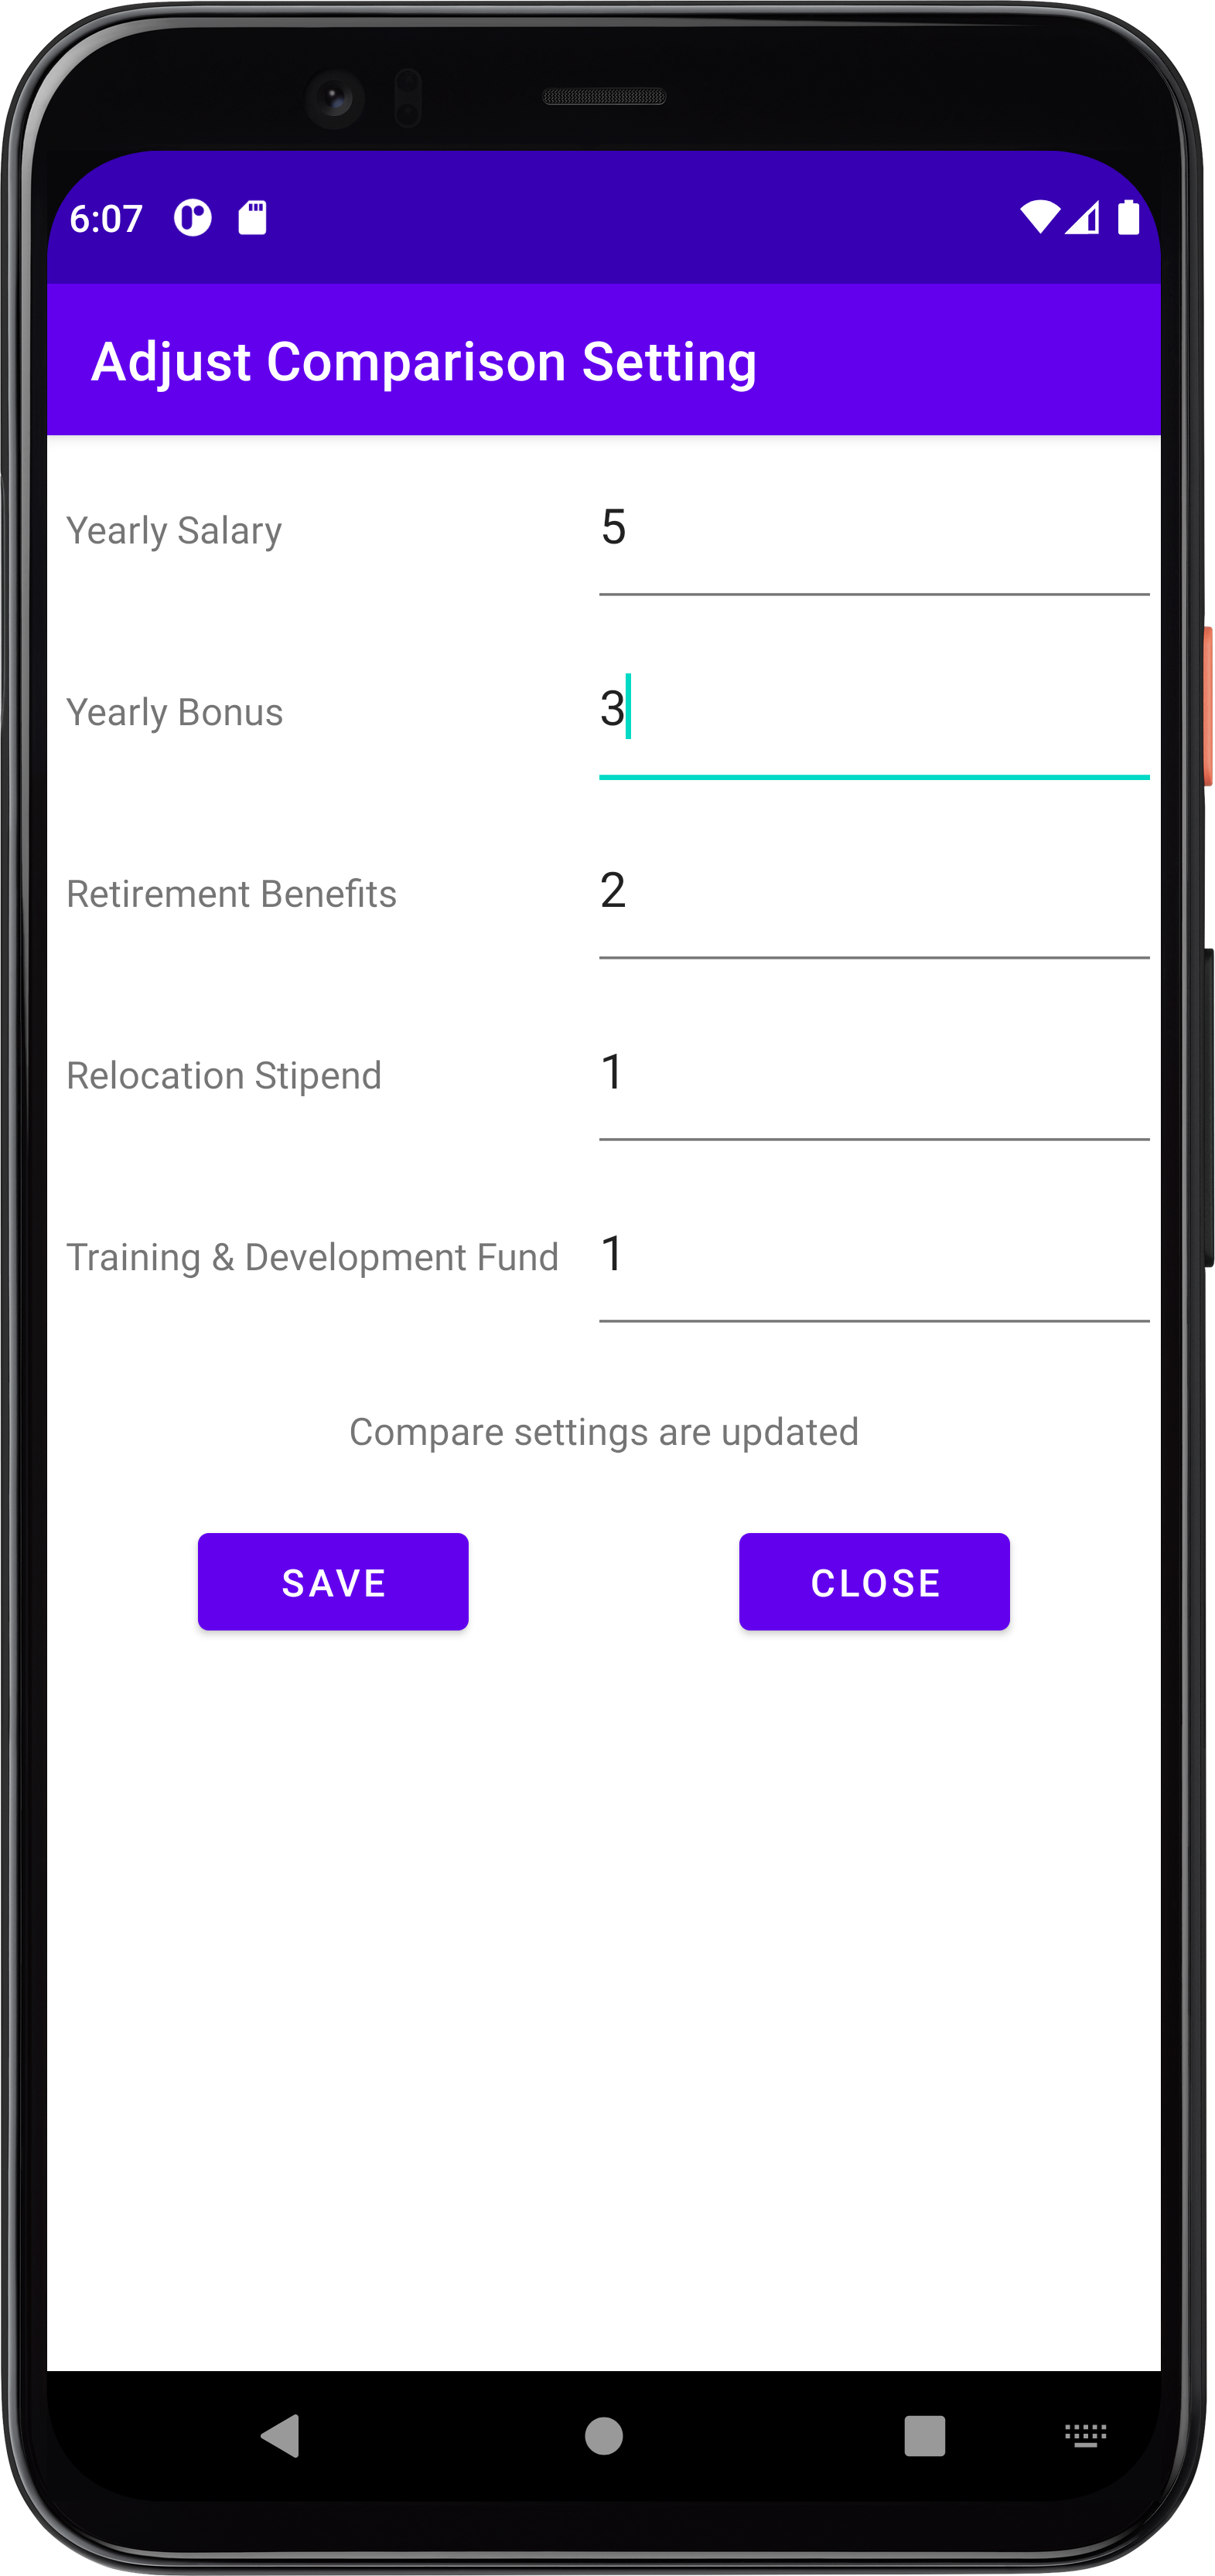 6:07
Adjust Comparison Setting
Yearly Salary 5
Yearly Bonus 3
Retirement Benefits 2
Relocation Stipend 1
Training & Development Fund 1
Compare settings are updated
SAVE CLOSE